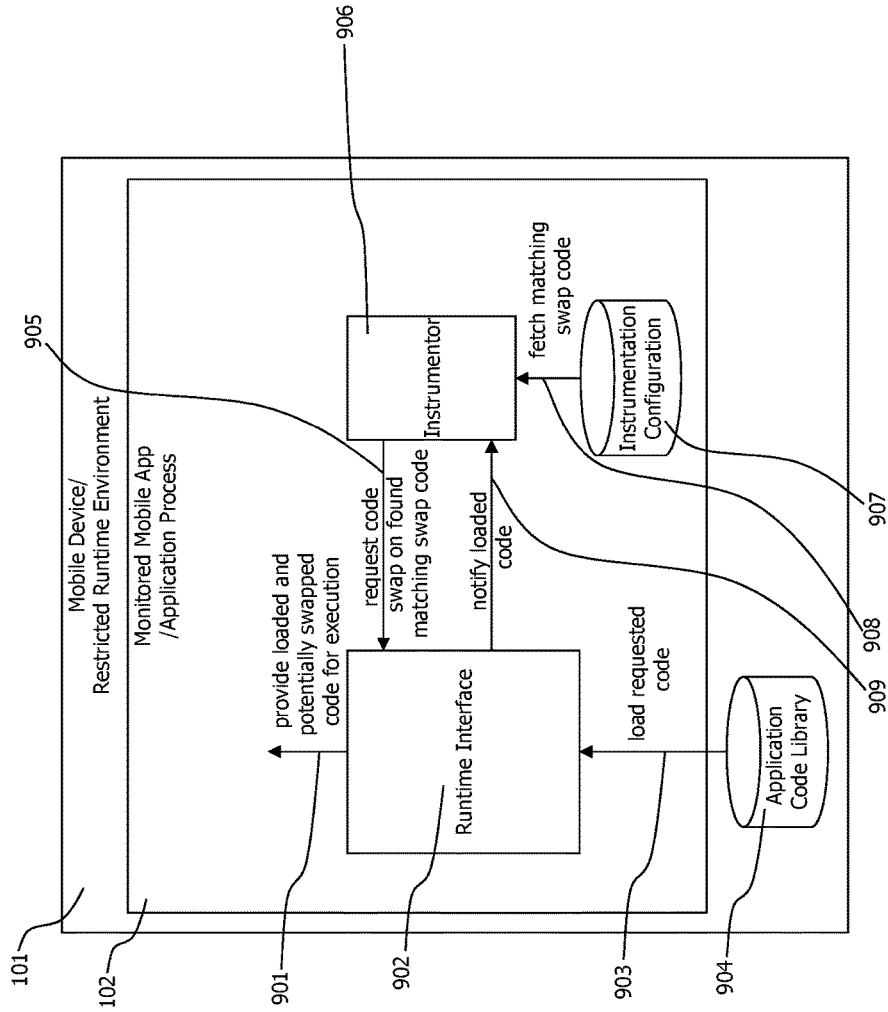 101
905
Mobile Device/
Restricted Runtime Environment
102
Monitored Mobile App
/Application Process
901
provide loaded and
potentially swapped
code for execution
906
request code
swap on found
matching swap code
902
Runtime Interface
Instrumentor
notify loaded
code
fetch matching
swap code
903
load requested
code
Instrumentation
Configuration
904
Application
Code Library
909
908
907